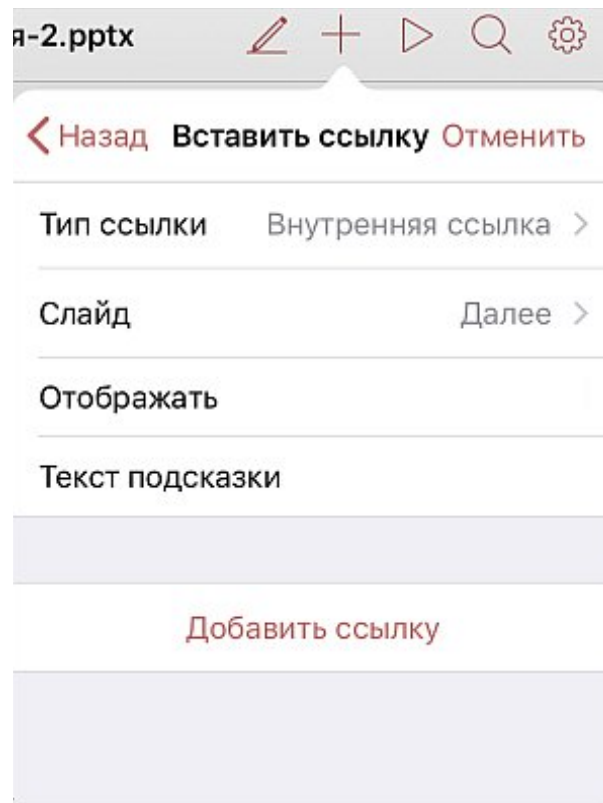 я-2.pptx
Назад Вставить ссылку Отменить
Тип ссылки Внутренняя ссылка
Слайд Далее
Отображать
Текст подсказки
Добавить ссылку